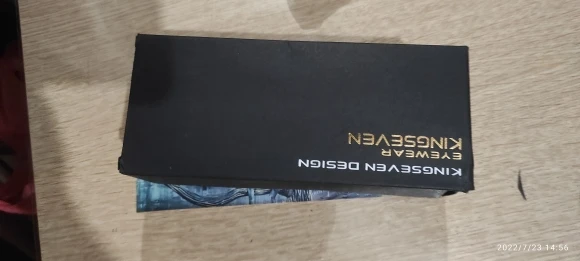 KINGSEVEN
EYEWEAR
KINGSEVEN DESIGN
2022/7/23 14:56